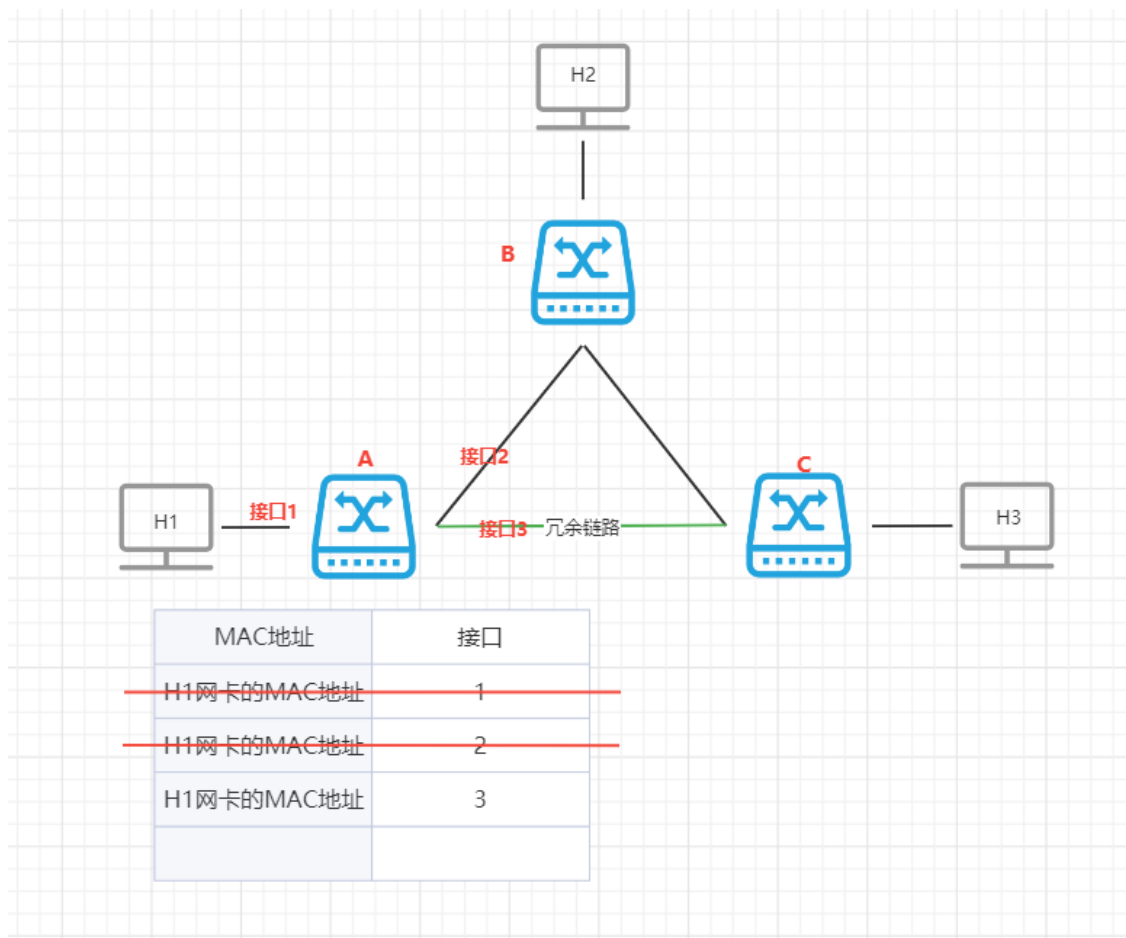 H2
B
接口2
A
C
H1
接口1
接口3
冗余链路
H3
MAC地址 接口
H1网卡的MAC地址 1
H1网卡的MAC地址 2
H1网卡的MAC地址 3